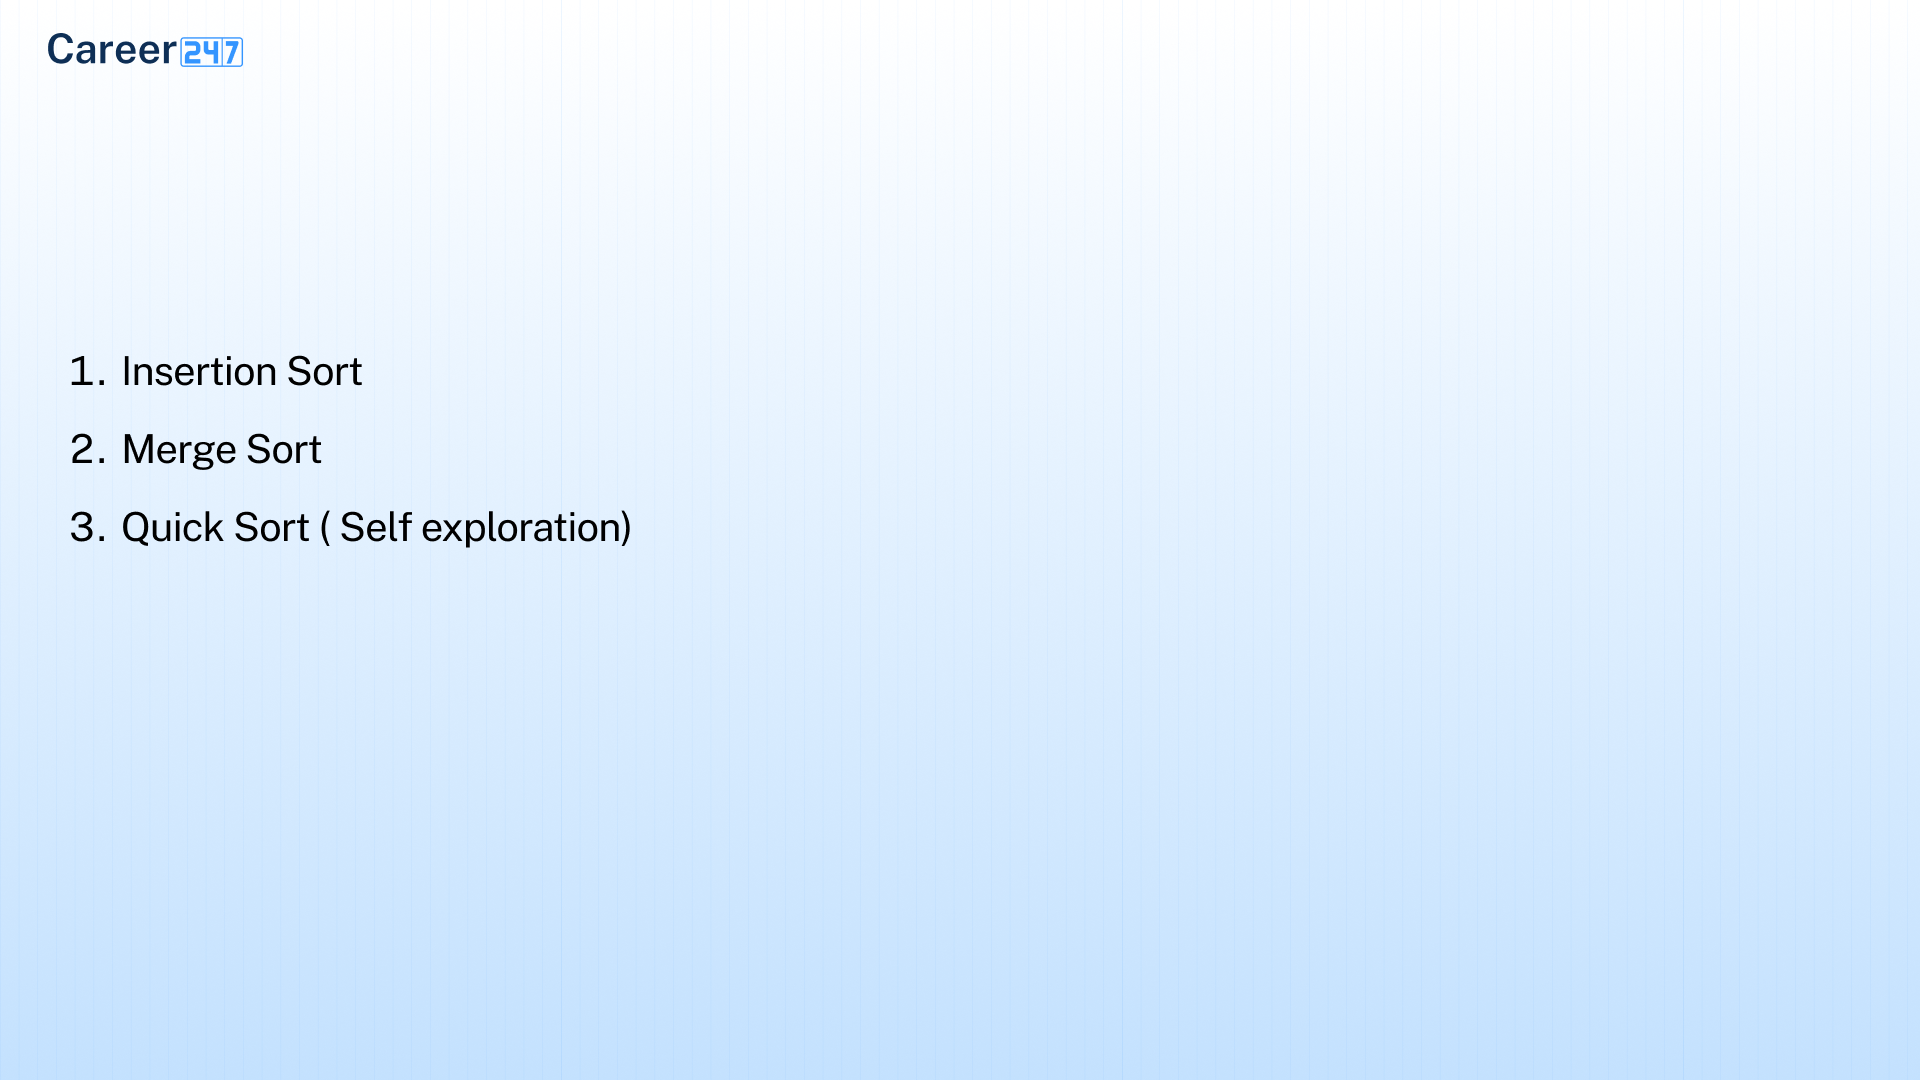 Career247
1. Insertion Sort
2. Merge Sort
3. Quick Sort ( Self exploration)